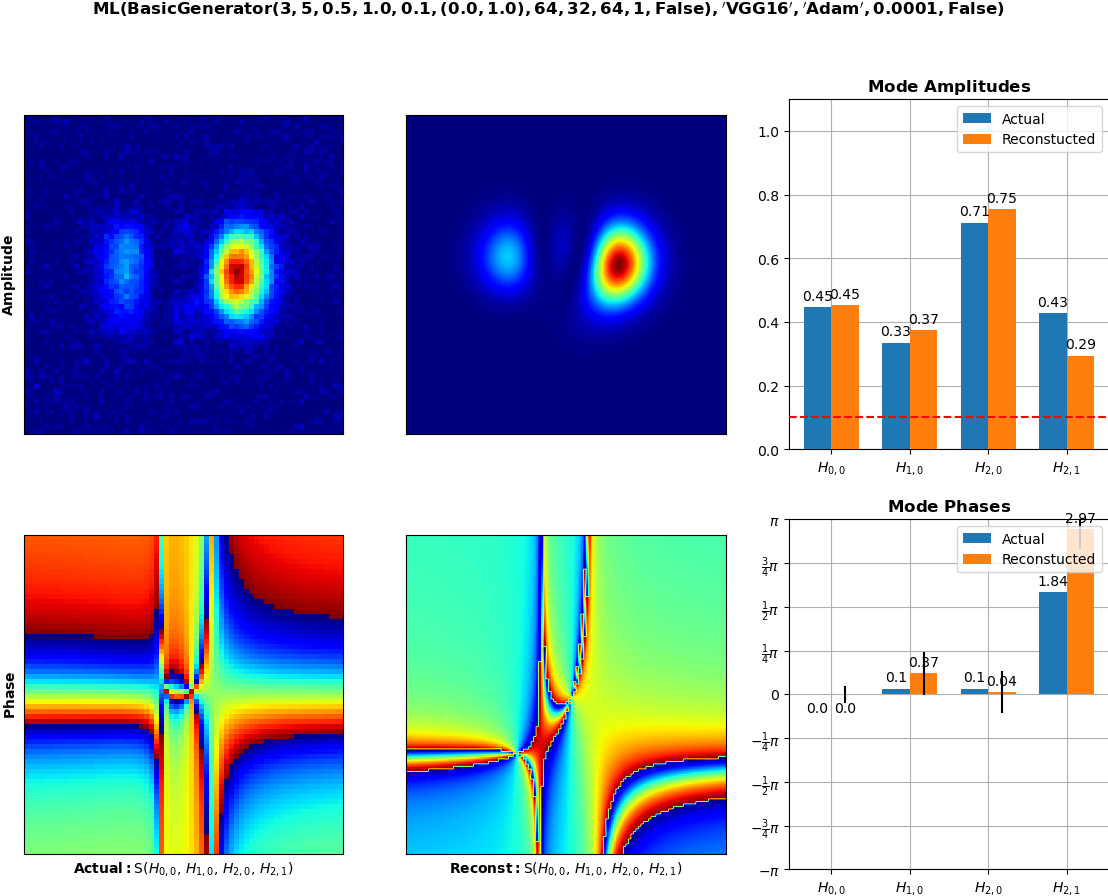 ML(BasicGenerator(3, 5, 0.5, 1.0, 0.1, (0.0, 1.0), 64, 32, 64, 1, False), 'VGG16', 'Adam', 0.0001, False)
Amplitude
Mode Amplitudes
Actual
Reconstucted
1.0
0.8
0.6
0.4
0.2
0.0
0.45
0.45
0.33
0.37
0.71
0.75
0.43
0.29
H0,0
H1,0
H2,0
H2,1
Phase
Actual: S(H0,0, H1,0, H2,0, H2,1)
Reconst: S(H0,0, H1,0, H2,0, H2,1)
Mode Phases
Actual
Reconstucted
π
3/4π
1/2π
1/4π
0
−1/4π
−1/2π
−3/4π
−π
0.0
0.0
0.1
0.37
0.1
0.04
1.84
2.97
H0,0
H1,0
H2,0
H2,1